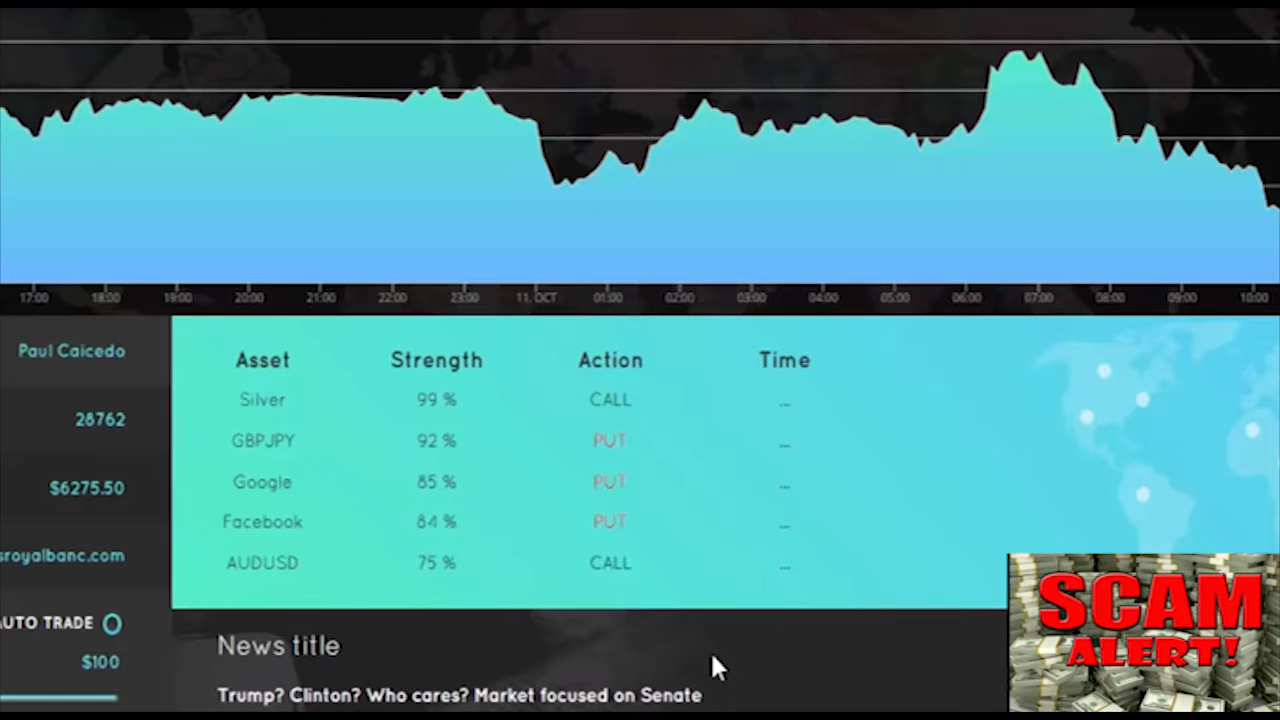 17:00 18:00 19:00 20:00 21:00 22:00 23:00 11. OCT 01:00 02:00 03:00 04:00 05:00 06:00 07:00 08:00 09:00 10:00
Paul Caicedo
28762
$6275.50
sroyalbanc.com
AUTO TRADE
$100
Asset Strength Action Time
Silver 99 % CALL ...
GBPJPY 92 % PUT ...
Google 85 % PUT ...
Facebook 84 % PUT ...
AUDUSD 75 % CALL ...
News title
Trump? Clinton? Who cares? Market focused on Senate
SCAM
ALERT!